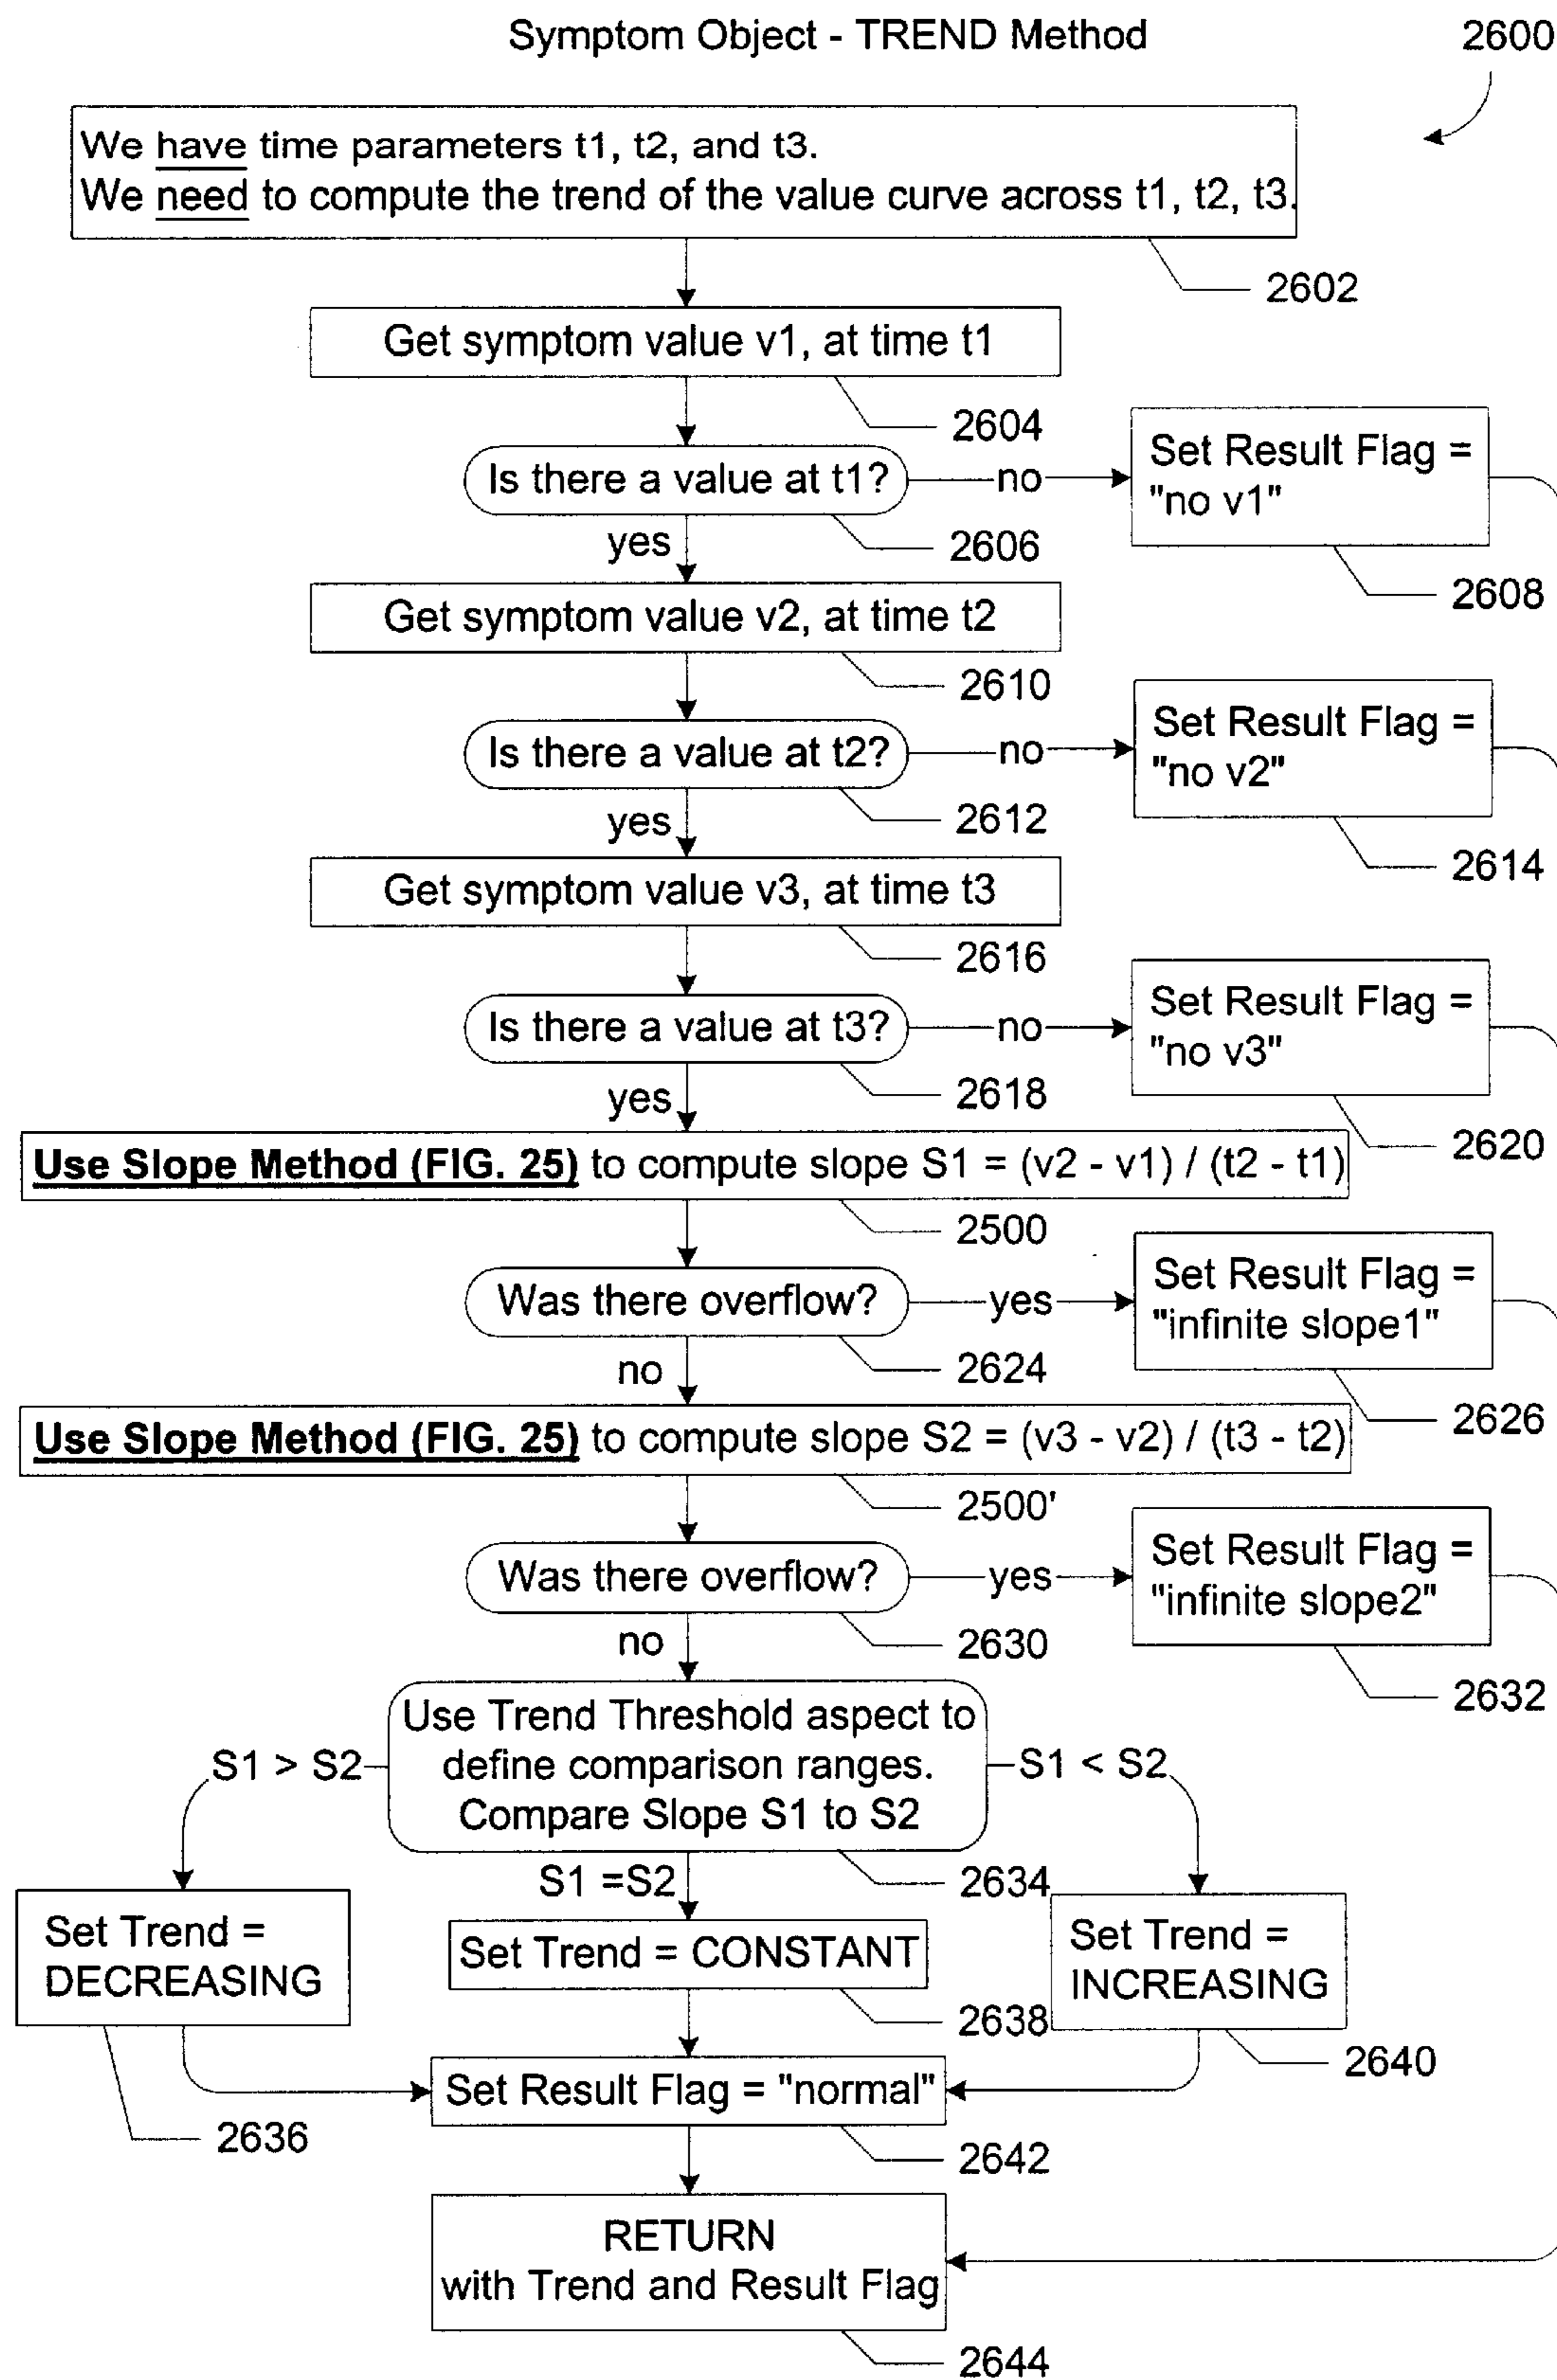 Symptom Object - TREND Method
2600
We have time parameters t1, t2, and t3.
We need to compute the trend of the value curve across t1, t2, t3.
2602
Get symptom value v1, at time t1
2604
Is there a value at t1?
no
Set Result Flag =
"no v1"
2606
yes
2608
Get symptom value v2, at time t2
2610
Is there a value at t2?
no
Set Result Flag =
"no v2"
2612
yes
2614
Get symptom value v3, at time t3
2616
Is there a value at t3?
no
Set Result Flag =
"no v3"
2618
yes
2620
Use Slope Method (FIG. 25) to compute slope S1 = (v2 - v1) / (t2 - t1)
2500
Was there overflow?
yes
Set Result Flag =
"infinite slope1"
2624
no
2626
Use Slope Method (FIG. 25) to compute slope S2 = (v3 - v2) / (t3 - t2)
2500'
Was there overflow?
yes
Set Result Flag =
"infinite slope2"
2630
no
2632
Use Trend Threshold aspect to
define comparison ranges.
Compare Slope S1 to S2
S1 > S2
S1 < S2
S1 =S2
2634
Set Trend =
DECREASING
Set Trend = CONSTANT
Set Trend =
INCREASING
2638
2640
Set Result Flag = "normal"
2636
2642
RETURN
with Trend and Result Flag
2644